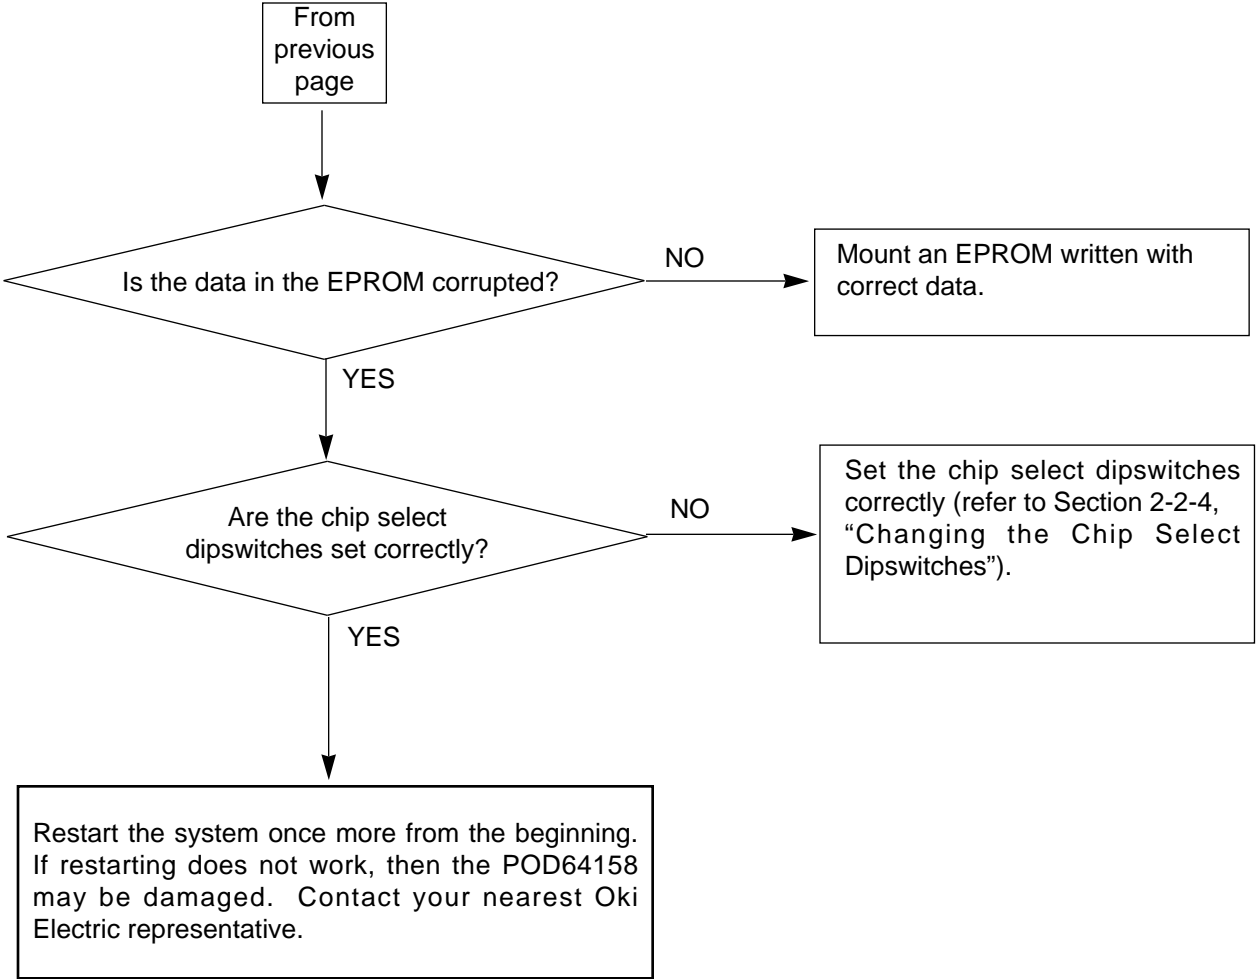 From
previous
page
Is the data in the EPROM corrupted?
NO
Mount an EPROM written with
correct data.
YES
Are the chip select
dipswitches set correctly?
NO
Set the chip select dipswitches
correctly (refer to Section 2-2-4,
“Changing the Chip Select
Dipswitches”).
YES
Restart the system once more from the beginning.
If restarting does not work, then the POD64158
may be damaged. Contact your nearest Oki
Electric representative.